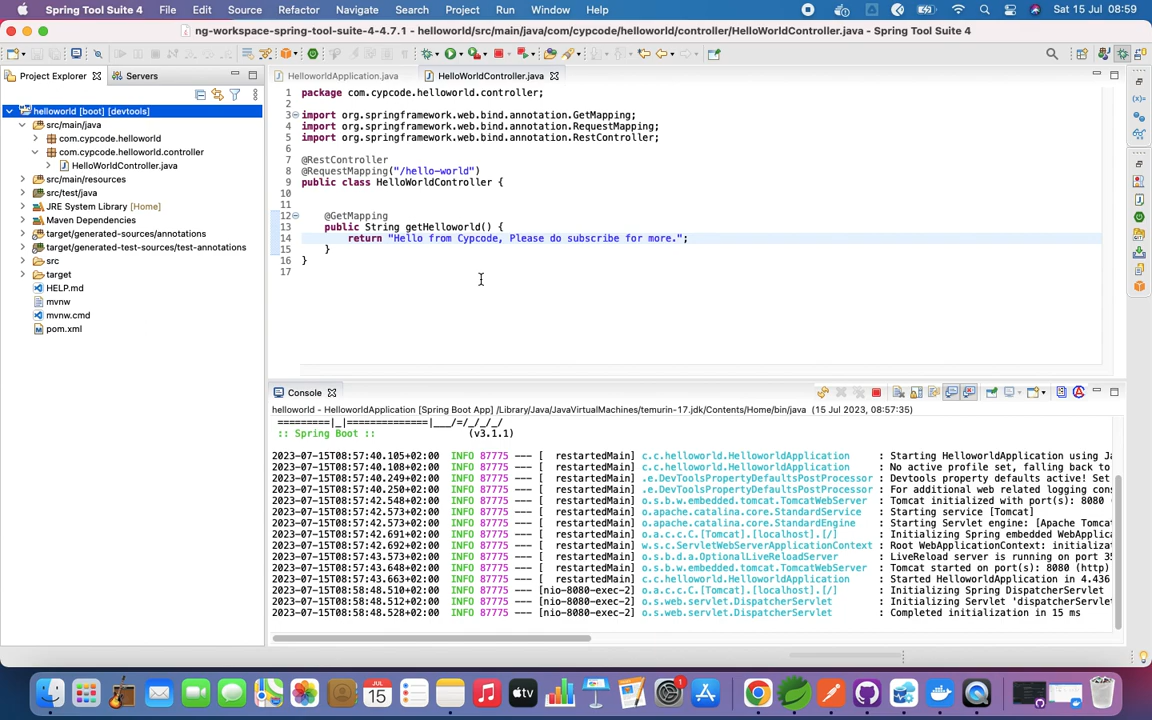 Spring Tool Suite 4 File Edit Source Refactor Navigate Search Project Run Window Help Sat 15 Jul 08:59
ng-workspace-spring-tool-suite-4-4.7.1 - helloworld/src/main/java/com/cypcode/helloworld/controller/HelloWorldController.java - Spring Tool Suite 4
Project Explorer Servers
helloworld [boot] [devtools]
src/main/java
com.cypcode.helloworld
com.cypcode.helloworld.controller
HelloWorldController.java
src/main/resources
src/test/java
JRE System Library [Home]
Maven Dependencies
target/generated-sources/annotations
target/generated-test-sources/test-annotations
src
target
HELP.md
mvnw
mvnw.cmd
pom.xml
HelloworldApplication.java HelloWorldController.java
1 package com.cypcode.helloworld.controller;
2
3 import org.springframework.web.bind.annotation.GetMapping;
4 import org.springframework.web.bind.annotation.RequestMapping;
5 import org.springframework.web.bind.annotation.RestController;
6
7 @RestController
8 @RequestMapping("/hello-world")
9 public class HelloWorldController {
10
11
12 @GetMapping
13 public String getHelloworld() {
14 return "Hello from Cypcode, Please do subscribe for more.";
15 }
16 }
17
Console
helloworld - HelloworldApplication [Spring Boot App] /Library/Java/JavaVirtualMachines/temurin-17.jdk/Contents/Home/bin/java (15 Jul 2023, 08:57:35)
=========|_|==============|___/=/_/_/_/
:: Spring Boot :: (v3.1.1)
2023-07-15T08:57:40.105+02:00 INFO 87775 --- [ restartedMain] c.c.helloworld.HelloworldApplication : Starting HelloworldApplication using Ja
2023-07-15T08:57:40.108+02:00 INFO 87775 --- [ restartedMain] c.c.helloworld.HelloworldApplication : No active profile set, falling back to
2023-07-15T08:57:40.249+02:00 INFO 87775 --- [ restartedMain] .e.DevToolsPropertyDefaultsPostProcessor : Devtools property defaults active! Set
2023-07-15T08:57:40.250+02:00 INFO 87775 --- [ restartedMain] .e.DevToolsPropertyDefaultsPostProcessor : For additional web related logging cons
2023-07-15T08:57:42.548+02:00 INFO 87775 --- [ restartedMain] o.s.b.w.embedded.tomcat.TomcatWebServer : Tomcat initialized with port(s): 8080
2023-07-15T08:57:42.573+02:00 INFO 87775 --- [ restartedMain] o.apache.catalina.core.StandardService : Starting service [Tomcat]
2023-07-15T08:57:42.573+02:00 INFO 87775 --- [ restartedMain] o.apache.catalina.core.StandardEngine : Starting Servlet engine: [Apache Tomca
2023-07-15T08:57:42.691+02:00 INFO 87775 --- [ restartedMain] o.a.c.c.C.[Tomcat].[localhost].[/] : Initializing Spring embedded WebApplica
2023-07-15T08:57:42.692+02:00 INFO 87775 --- [ restartedMain] w.s.c.ServletWebServerApplicationContext : Root WebApplicationContext: initializat
2023-07-15T08:57:43.573+02:00 INFO 87775 --- [ restartedMain] o.s.b.d.a.OptionalLiveReloadServer : LiveReload server is running on port 35
2023-07-15T08:57:43.648+02:00 INFO 87775 --- [ restartedMain] o.s.b.w.embedded.tomcat.TomcatWebServer : Tomcat started on port(s): 8080 (http)
2023-07-15T08:57:43.663+02:00 INFO 87775 --- [ restartedMain] c.c.helloworld.HelloworldApplication : Started HelloworldApplication in 4.436
2023-07-15T08:58:48.510+02:00 INFO 87775 --- [nio-8080-exec-2] o.a.c.c.C.[Tomcat].[localhost].[/] : Initializing Spring DispatcherServlet
2023-07-15T08:58:48.512+02:00 INFO 87775 --- [nio-8080-exec-2] o.s.web.servlet.DispatcherServlet : Initializing Servlet 'dispatcherServlet
2023-07-15T08:58:48.528+02:00 INFO 87775 --- [nio-8080-exec-2] o.s.web.servlet.DispatcherServlet : Completed initialization in 15 ms
JUL
15
tv
1